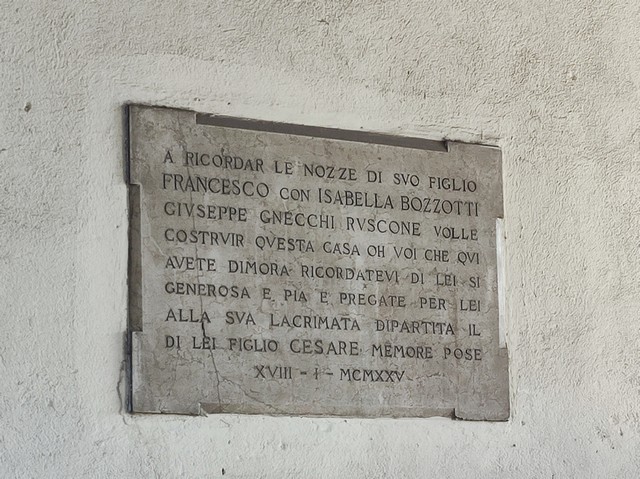 A RICORDAR LE NOZZE DI SVO FIGLIO
FRANCESCO CON ISABELLA BOZZOTTI
GIVSEPPE GNECCHI RVSCONE VOLLE
COSTRVIR QVESTA CASA OH VOI CHE QVI
AVETE DIMORA RICORDATEVI DI LEI SI
GENEROSA E PIA E PREGATE PER LEI
ALLA SVA LACRIMATA DIPARTITA IL
DI LEI FIGLIO CESARE MEMORE POSE
XVIII - I - MCMXXV